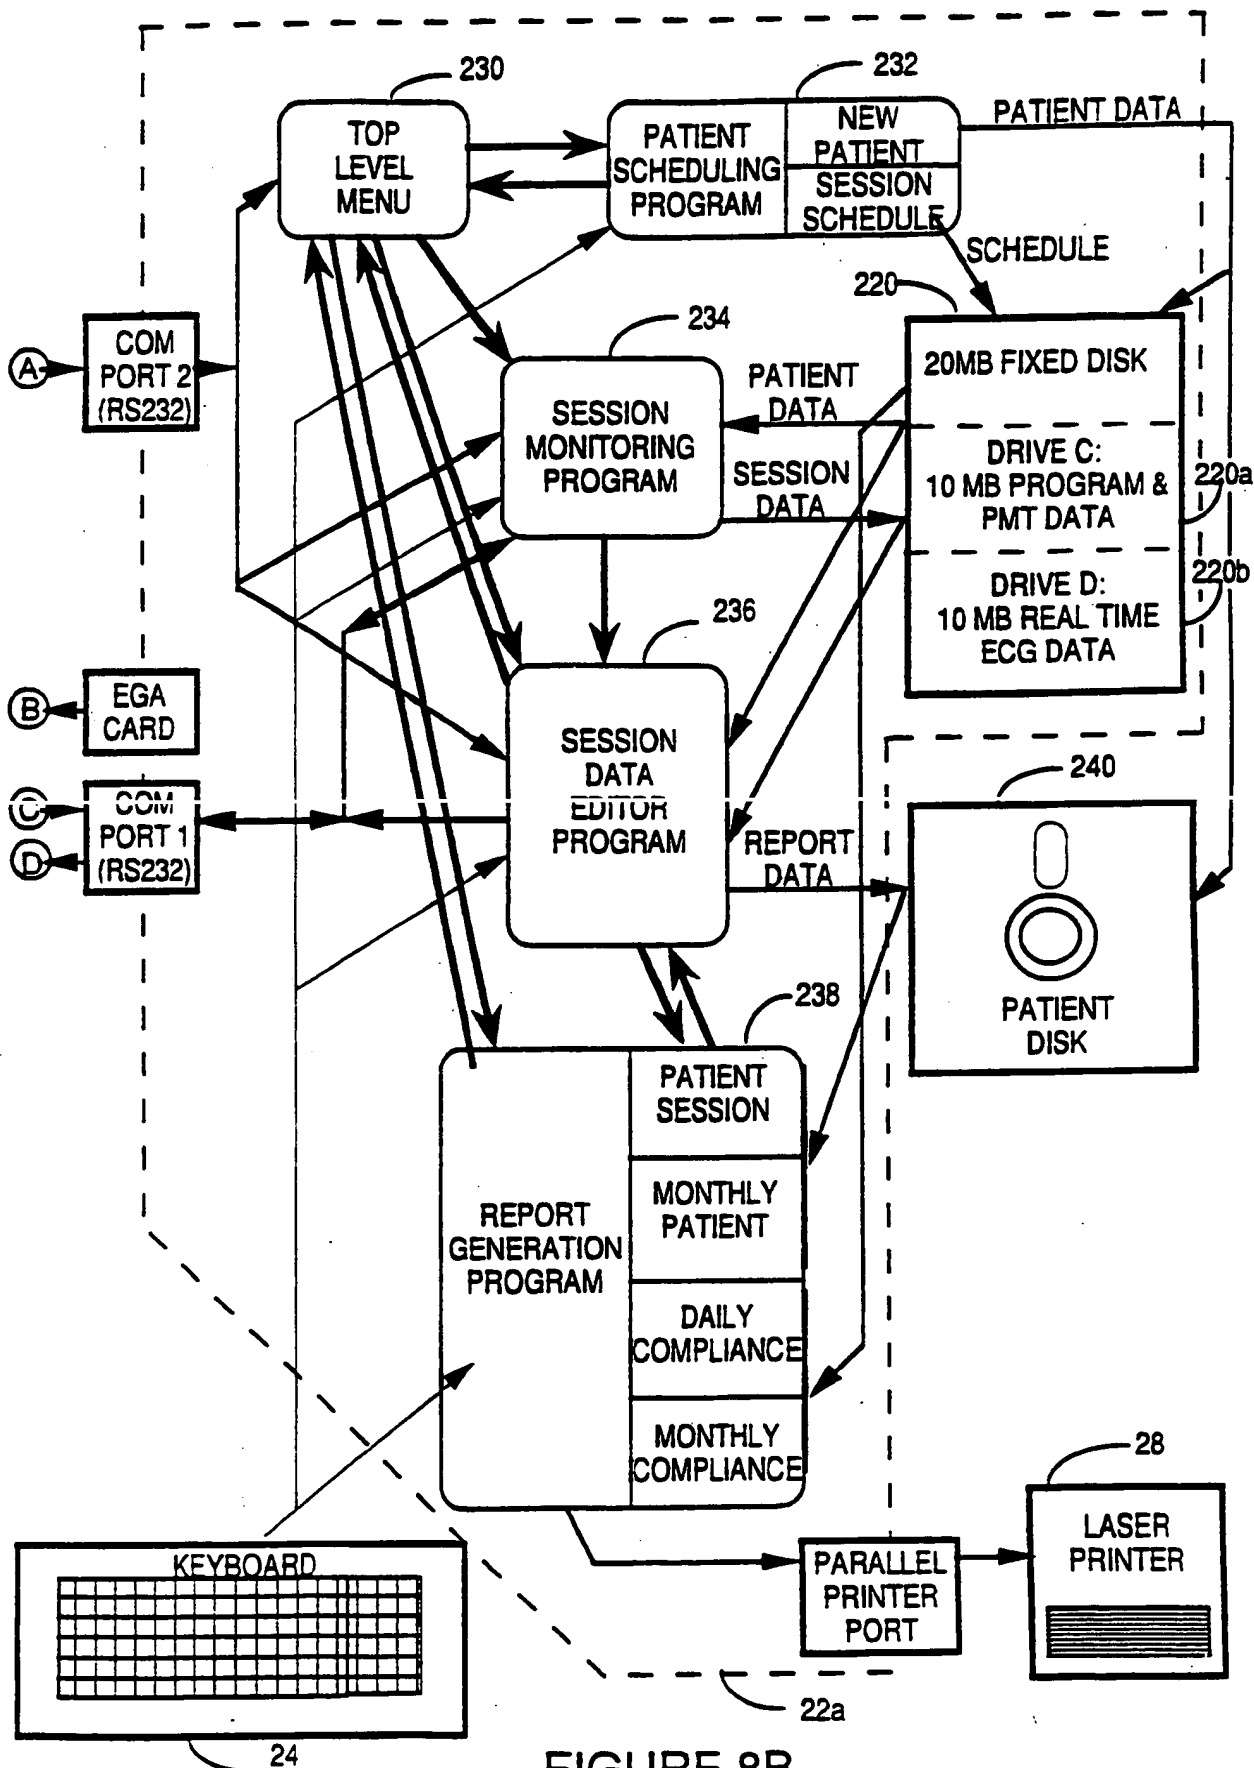 230
232
TOP
LEVEL
MENU
PATIENT
SCHEDULING
PROGRAM
NEW
PATIENT
SESSION
SCHEDULE
PATIENT DATA
SCHEDULE
220
A
COM
PORT 2
(RS232)
234
SESSION
MONITORING
PROGRAM
PATIENT
DATA
SESSION
DATA
20MB FIXED DISK
DRIVE C:
10 MB PROGRAM &
PMT DATA
220a
DRIVE D:
10 MB REAL TIME
ECG DATA
220b
236
B
EGA
CARD
SESSION
DATA
EDITOR
PROGRAM
240
C
D
COM
PORT 1
(RS232)
REPORT
DATA
PATIENT
DISK
238
REPORT
GENERATION
PROGRAM
PATIENT
SESSION
MONTHLY
PATIENT
DAILY
COMPLIANCE
MONTHLY
COMPLIANCE
28
LASER
PRINTER
PARALLEL
PRINTER
PORT
KEYBOARD
22a
24
FIGURE 8B